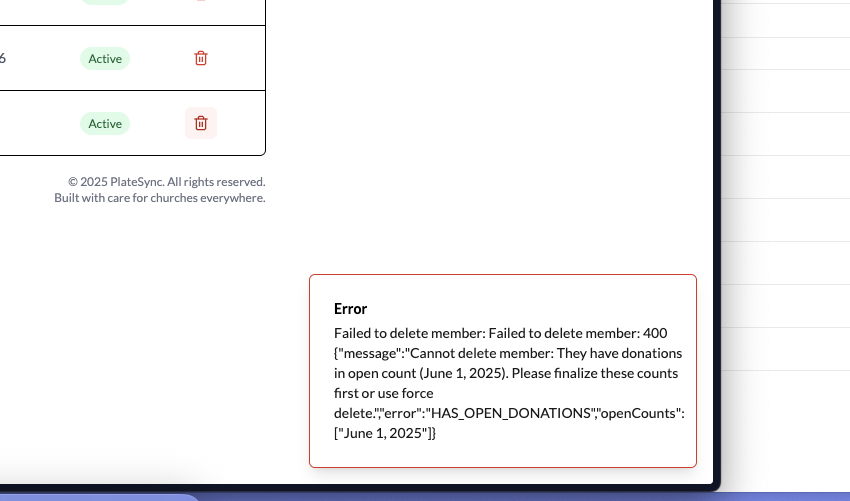 6
Active
Active
© 2025 PlateSync. All rights reserved.
Built with care for churches everywhere.
Error
Failed to delete member: Failed to delete member: 400
{"message":"Cannot delete member: They have donations
in open count (June 1, 2025). Please finalize these counts
first or use force
delete.","error":"HAS_OPEN_DONATIONS","openCounts":
["June 1, 2025"]}